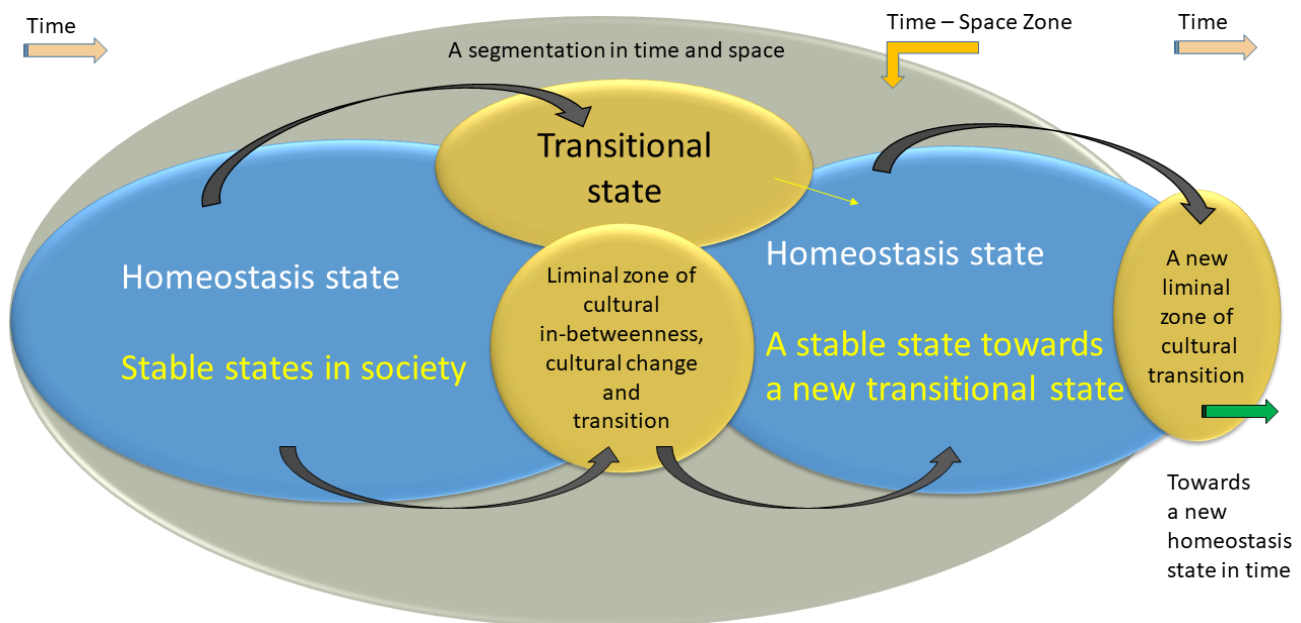 Time
A segmentation in time and space
Time – Space Zone
Time
Transitional
state
Homeostasis state
Stable states in society
Liminal zone of
cultural
in-betweenness,
cultural change
and
transition
Homeostasis state
A stable state towards
a new transitional state
A new
liminal
zone of
cultural
transition
Towards
a new
homeostasis
state in time